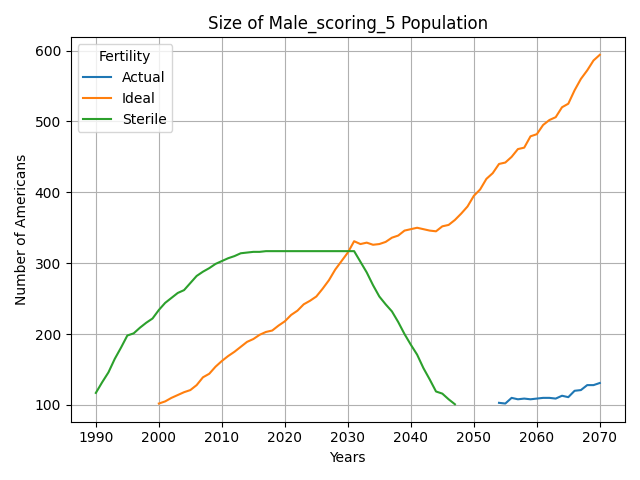 Size of Male_scoring_5 Population
Fertility
Actual
Ideal
Sterile
Number of Americans
600
500
400
300
200
100
1990 2000 2010 2020 2030 2040 2050 2060 2070
Years